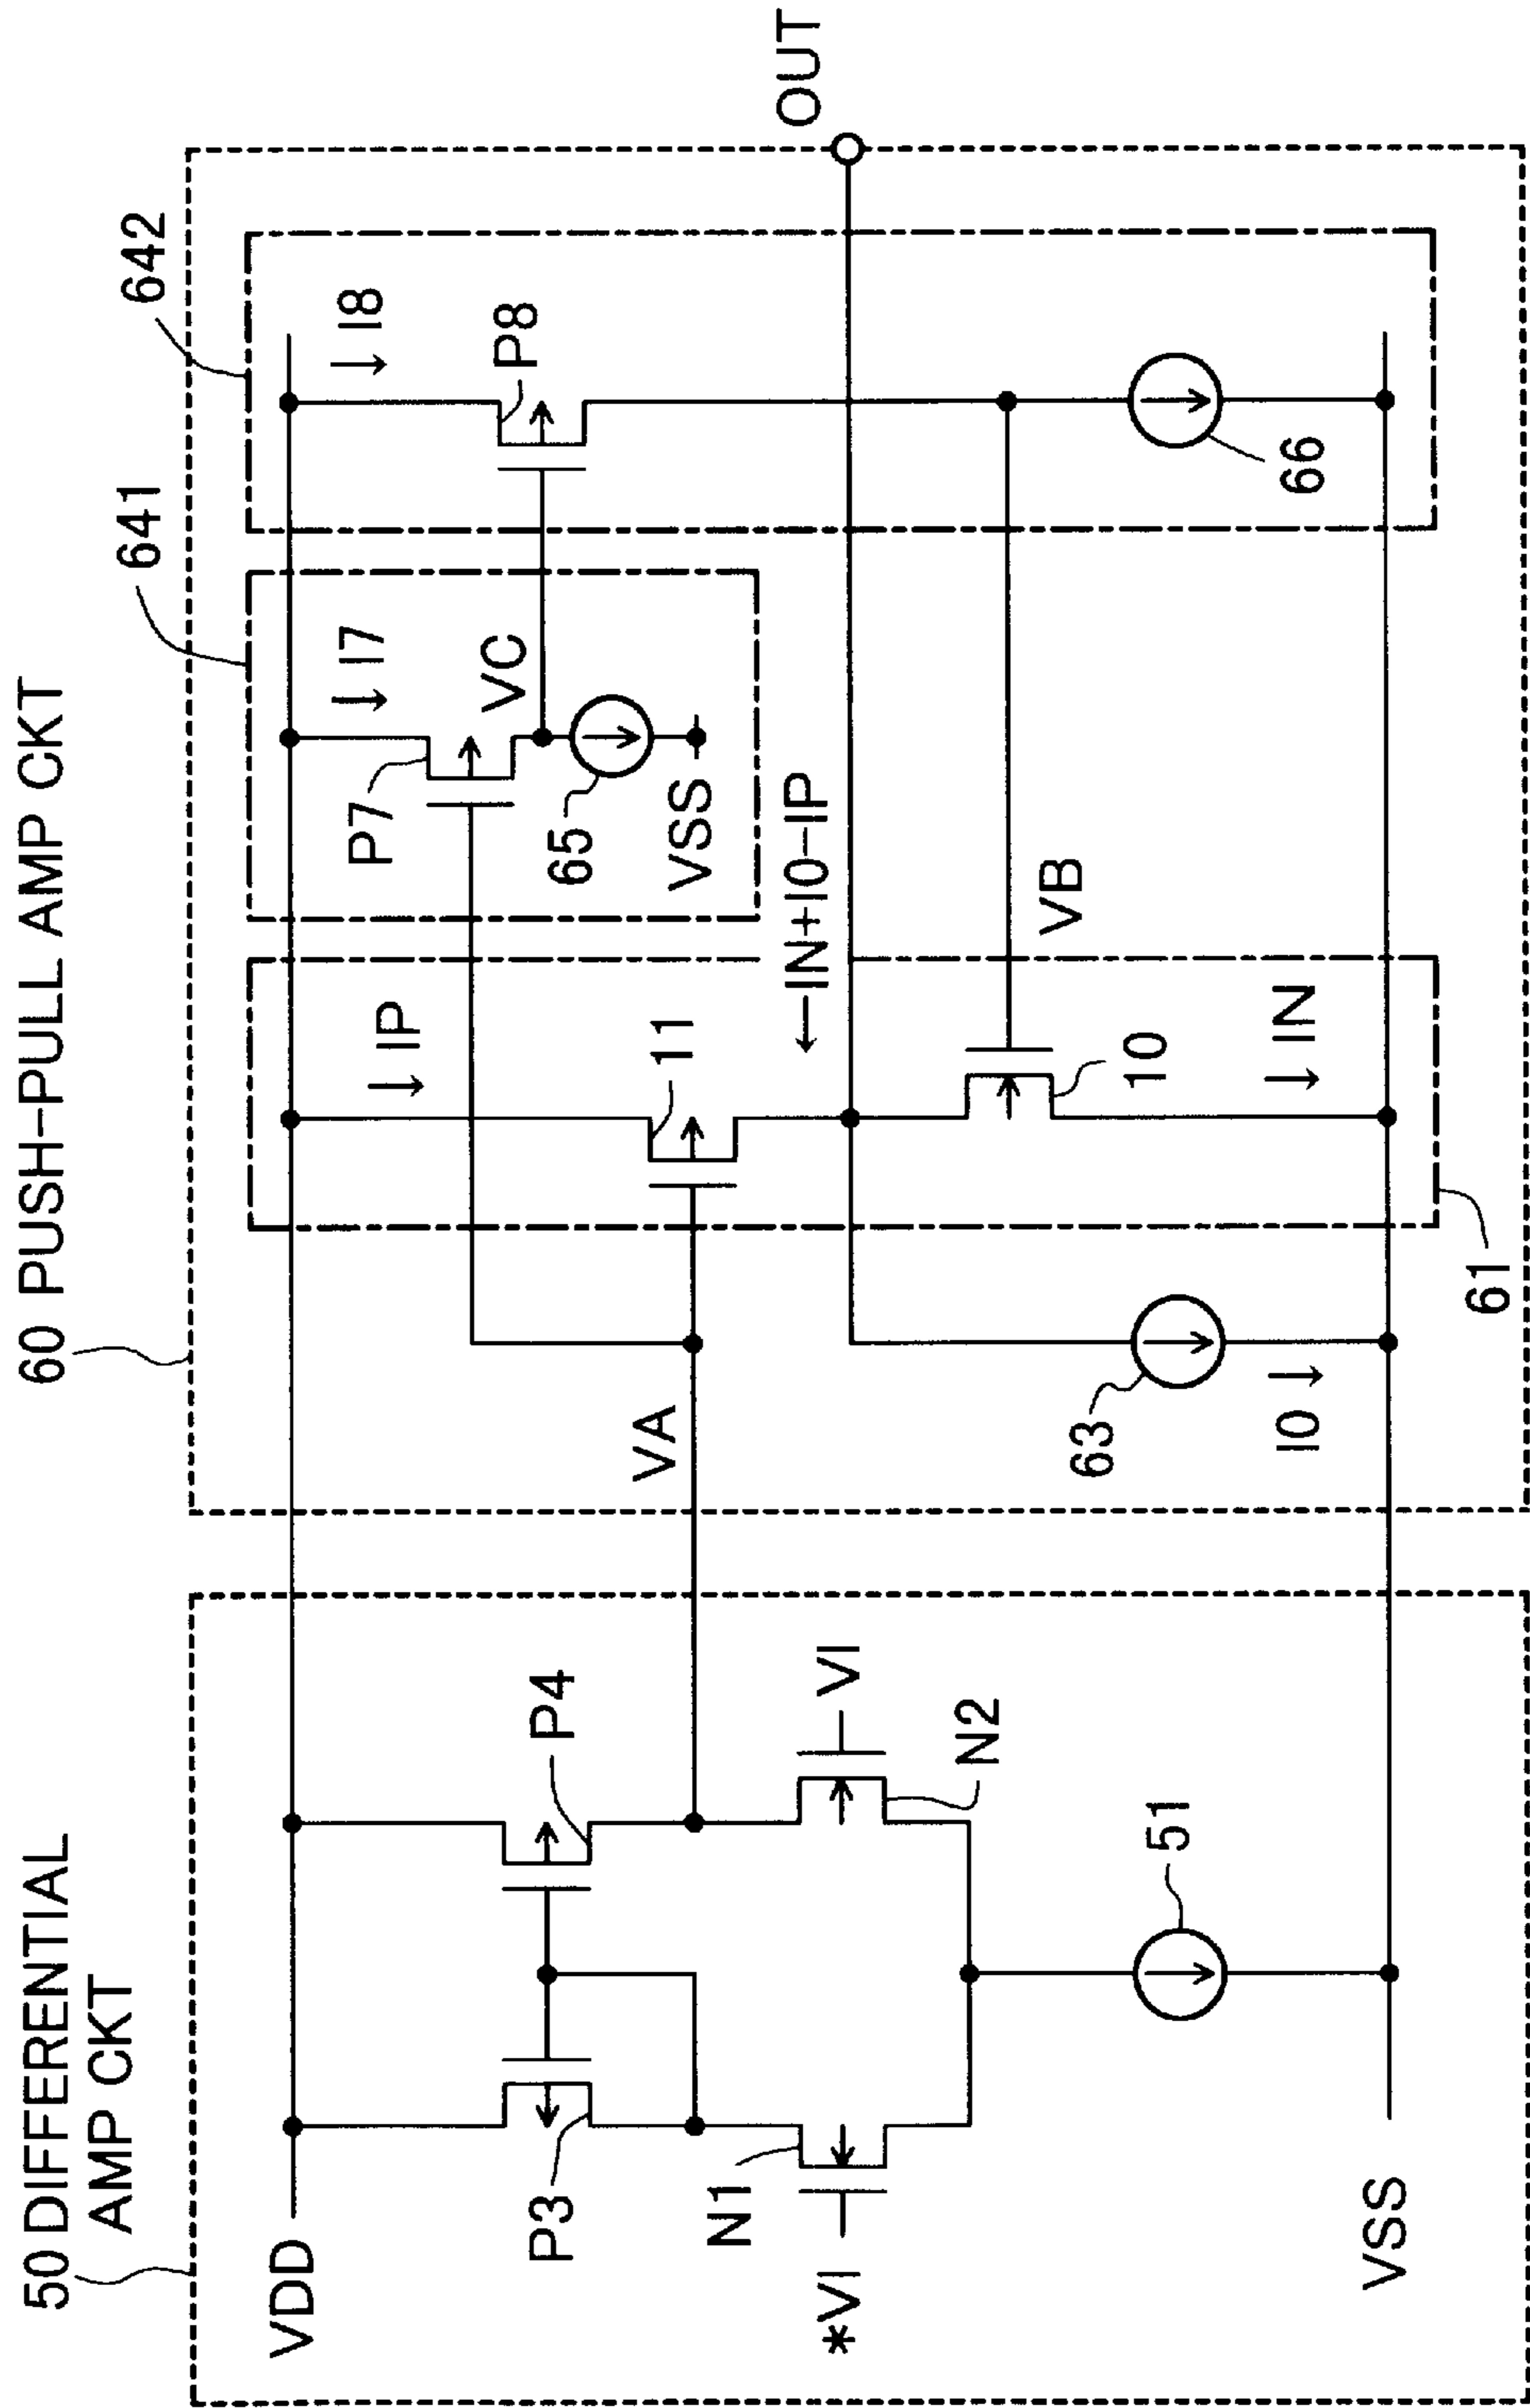 50 DIFFERENTIAL
AMP CKT
60 PUSH-PULL AMP CKT
641
642
VDD
IP
I7
I8
P3
P4
P7
P8
VC
65
VSS
VA
11
IN+I0-IP
OUT
*VI
N1
VI
N2
10
VB
51
63
I0
IN
66
VSS
61